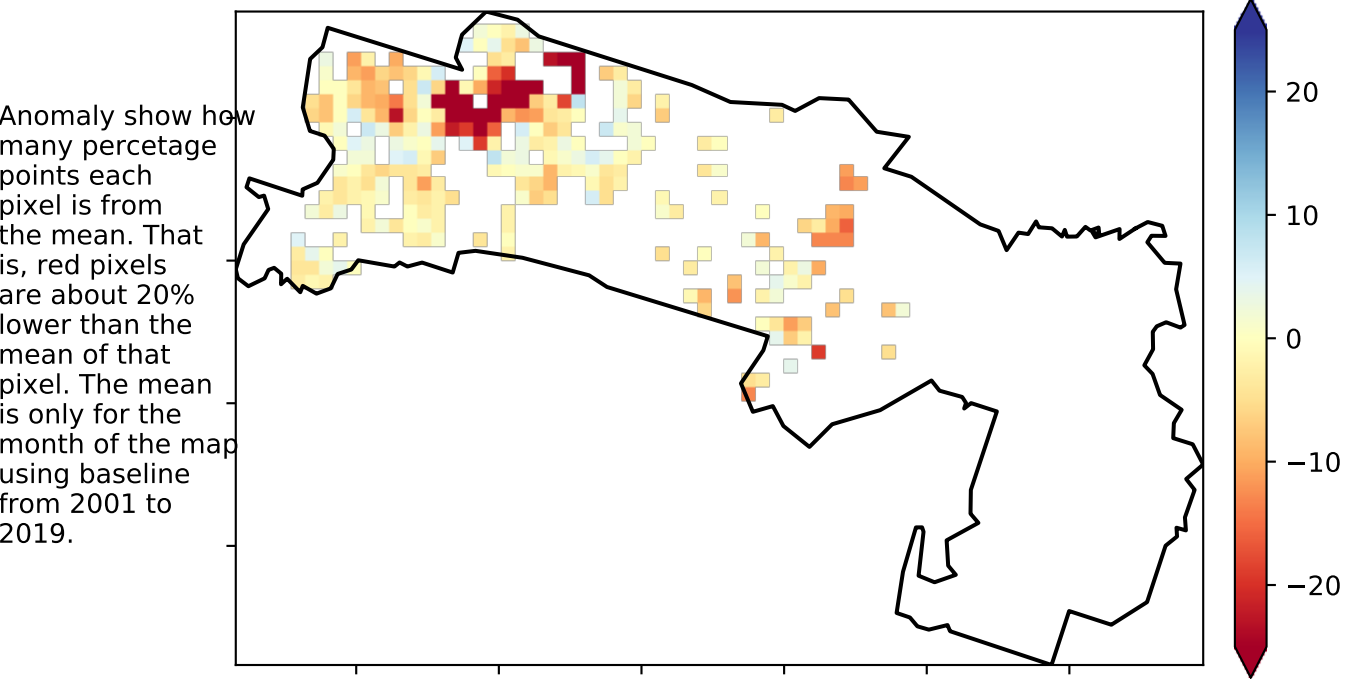 Anomaly show how
many percetage
points each
pixel is from
the mean. That
is, red pixels
are about 20%
lower than the
mean of that
pixel. The mean
is only for the
month of the map
using baseline
from 2001 to
2019.
20
10
0
−10
−20